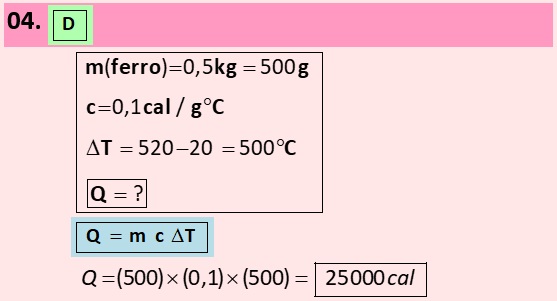 04. D
m(ferro)=0,5kg = 500g
c=0,1cal / g°C
ΔT = 520−20 = 500°C
Q = ?
Q = m c ΔT
Q =(500)×(0,1)×(500)= 25000cal